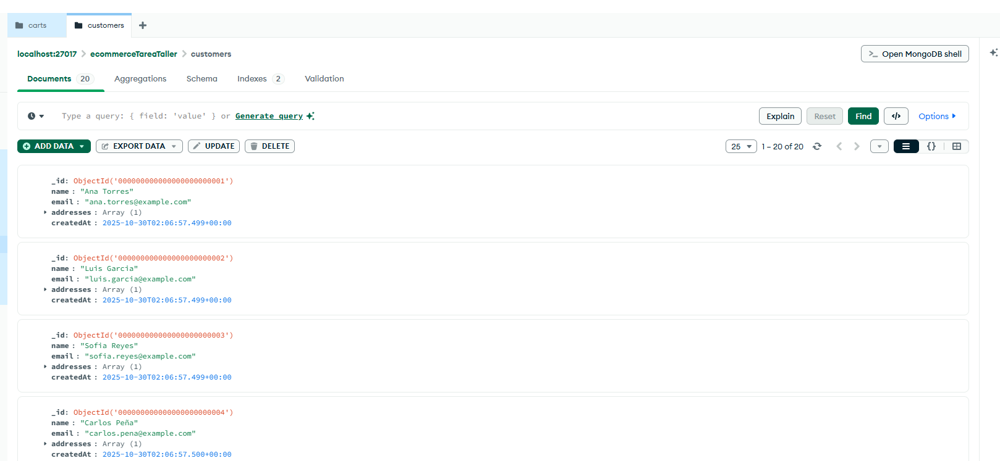 carts customers
localhost:27017 ecommerceTareaTaller customers
>_ Open MongoDB shell
Documents 20 Aggregations Schema Indexes 2 Validation
Type a query: { field: 'value' } or Generate query
Explain Reset Find </> Options
ADD DATA EXPORT DATA UPDATE DELETE
25 1 – 20 of 20 {}
_id: ObjectId('000000000000000000000001')
name : "Ana Torres"
email : "ana.torres@example.com"
addresses : Array (1)
createdAt : 2025-10-30T02:06:57.499+00:00
_id: ObjectId('000000000000000000000002')
name : "Luis García"
email : "luis.garcia@example.com"
addresses : Array (1)
createdAt : 2025-10-30T02:06:57.499+00:00
_id: ObjectId('000000000000000000000003')
name : "Sofía Reyes"
email : "sofia.reyes@example.com"
addresses : Array (1)
createdAt : 2025-10-30T02:06:57.499+00:00
_id: ObjectId('000000000000000000000004')
name : "Carlos Peña"
email : "carlos.pena@example.com"
addresses : Array (1)
createdAt : 2025-10-30T02:06:57.500+00:00